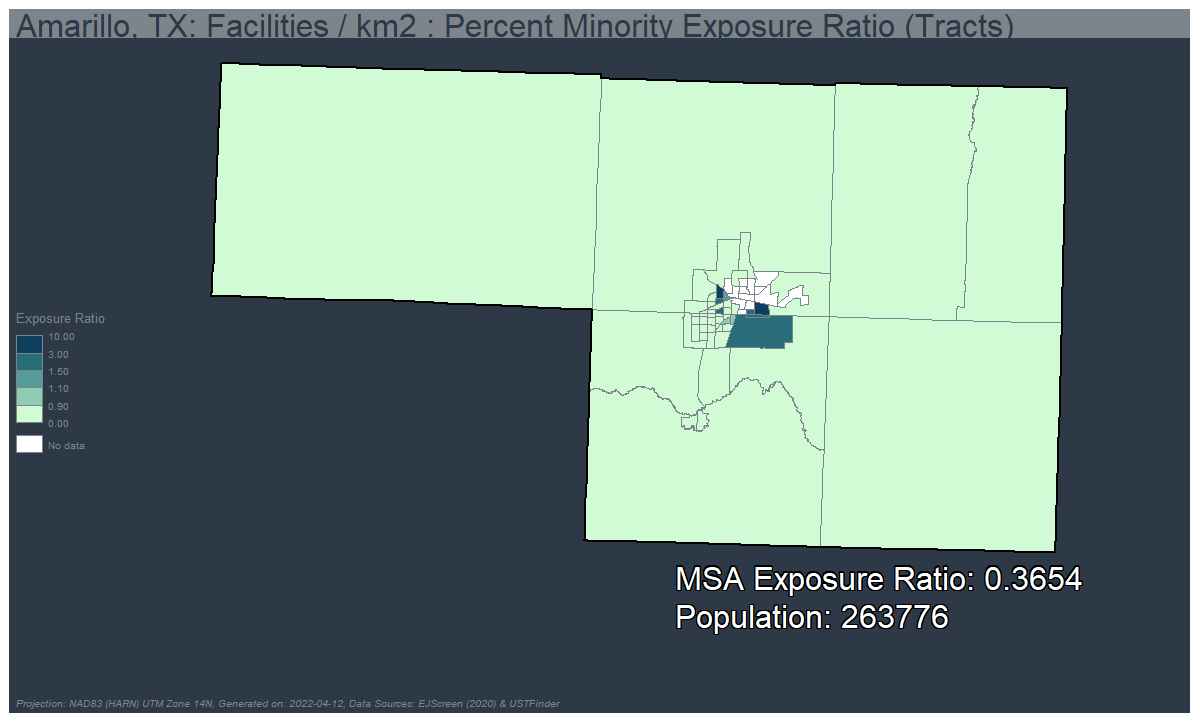 Amarillo, TX: Facilities / km2 : Percent Minority Exposure Ratio (Tracts)
Exposure Ratio
10.00
3.00
1.50
1.10
0.90
0.00
No data
MSA Exposure Ratio: 0.3654
Population: 263776
Projection: NAD83 (HARN) UTM Zone 14N, Generated on: 2022-04-12, Data Sources: EJScreen (2020) & USTFinder